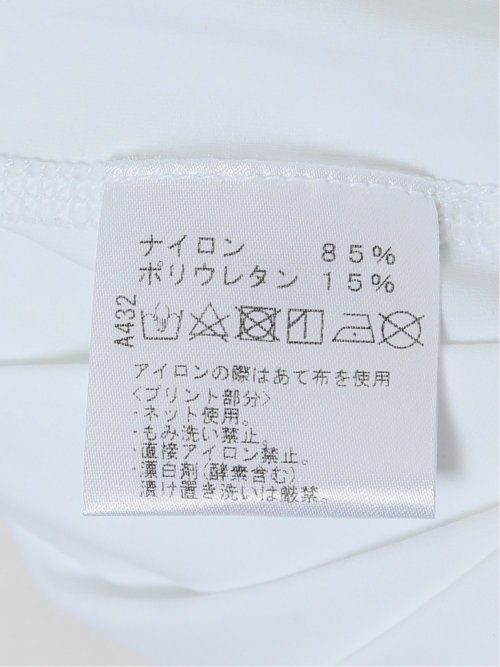 ナイロン 85%
ポリウレタン 15%
A432
アイロンの際はあて布を使用
〈プリント部分〉
・ネット使用。
・もみ洗い禁止。
・直接アイロン禁止。
・漂白剤(酵素含む)
漬け置き洗いは厳禁。